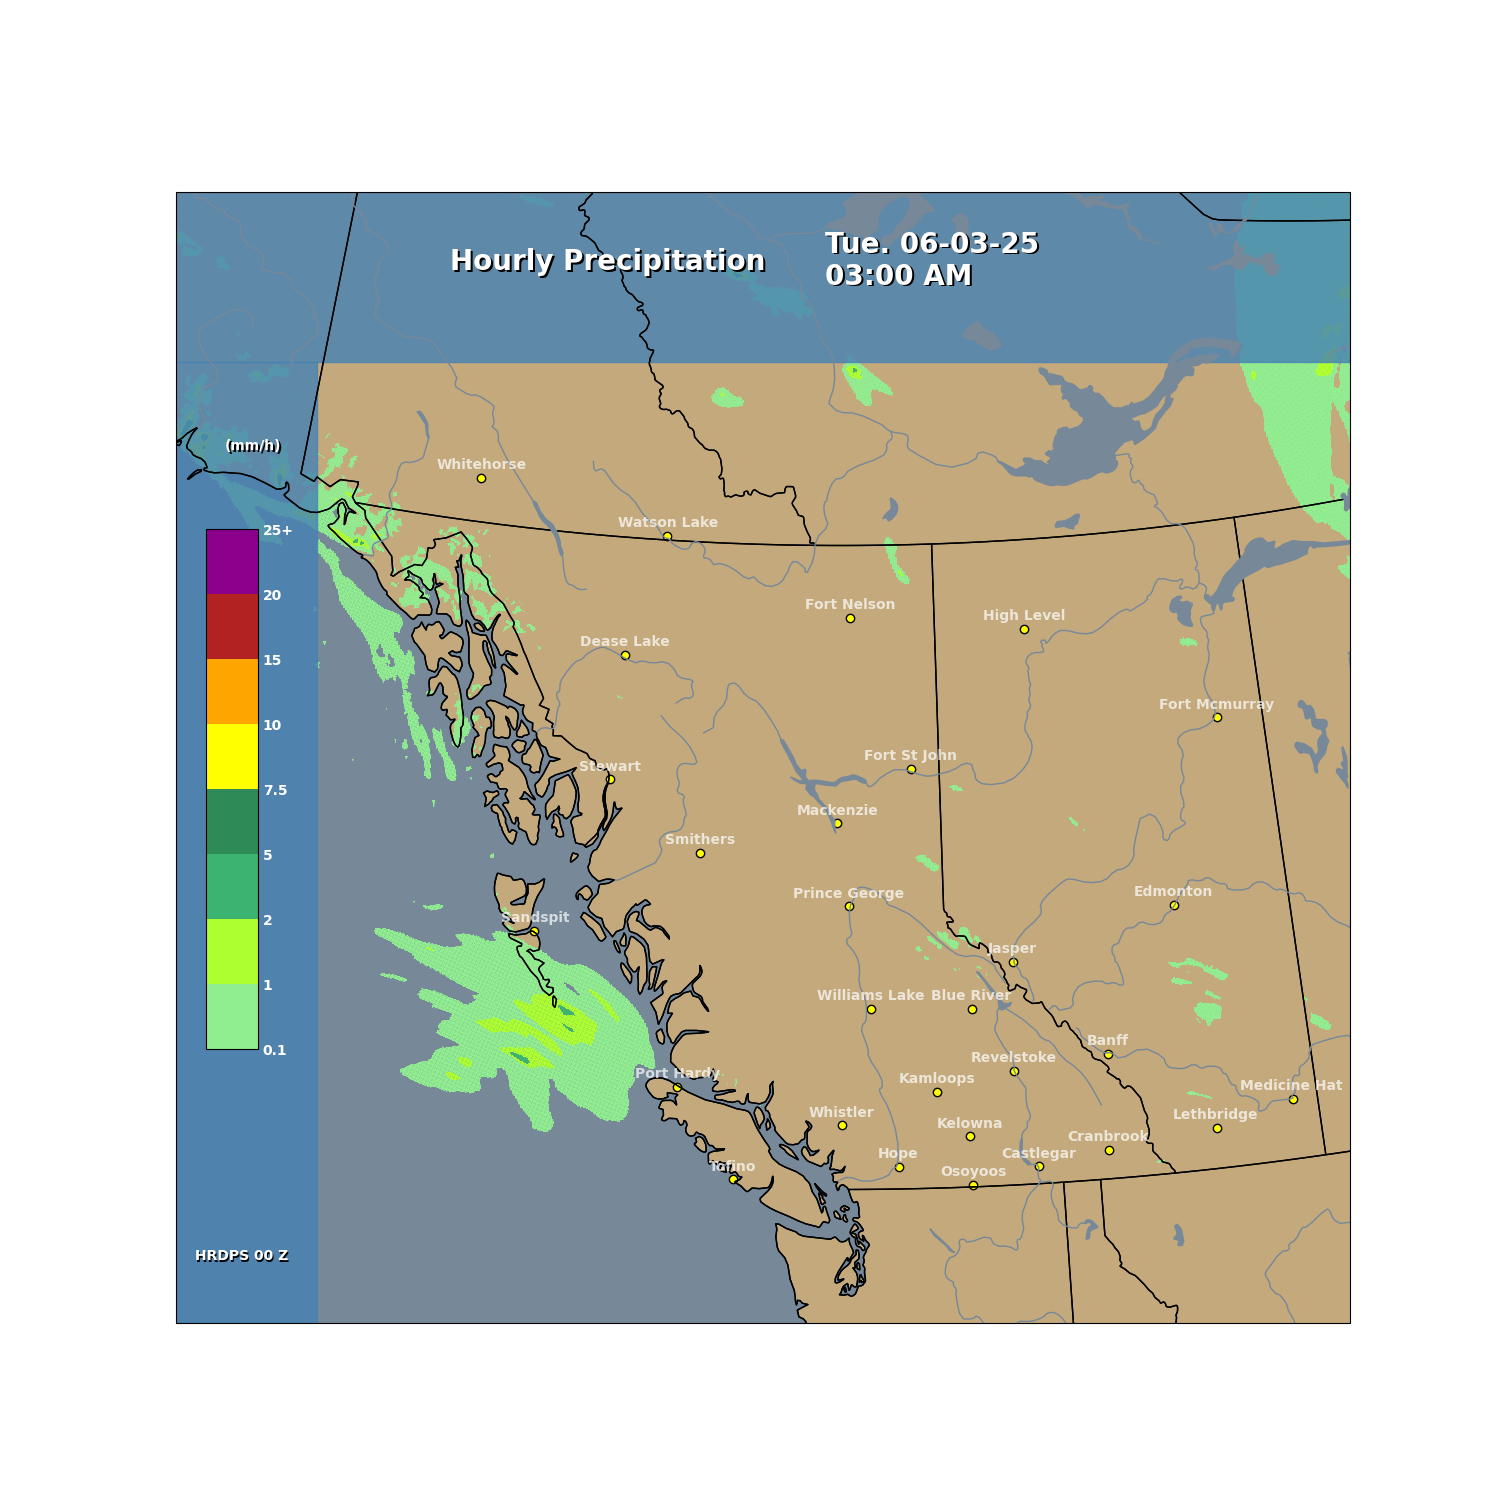 Hourly Precipitation
Tue. 06-03-25
03:00 AM
(mm/h)
25+
20
15
10
7.5
5
2
1
0.1
HRDPS 00 Z
Whitehorse
Watson Lake
Fort Nelson
High Level
Dease Lake
Fort Mcmurray
Fort St John
Stewart
Mackenzie
Smithers
Prince George
Edmonton
Sandspit
Jasper
Williams Lake
Blue River
Banff
Revelstoke
Port Hardy
Kamloops
Medicine Hat
Whistler
Lethbridge
Kelowna
Cranbrook
Hope
Castlegar
Tofino
Osoyoos